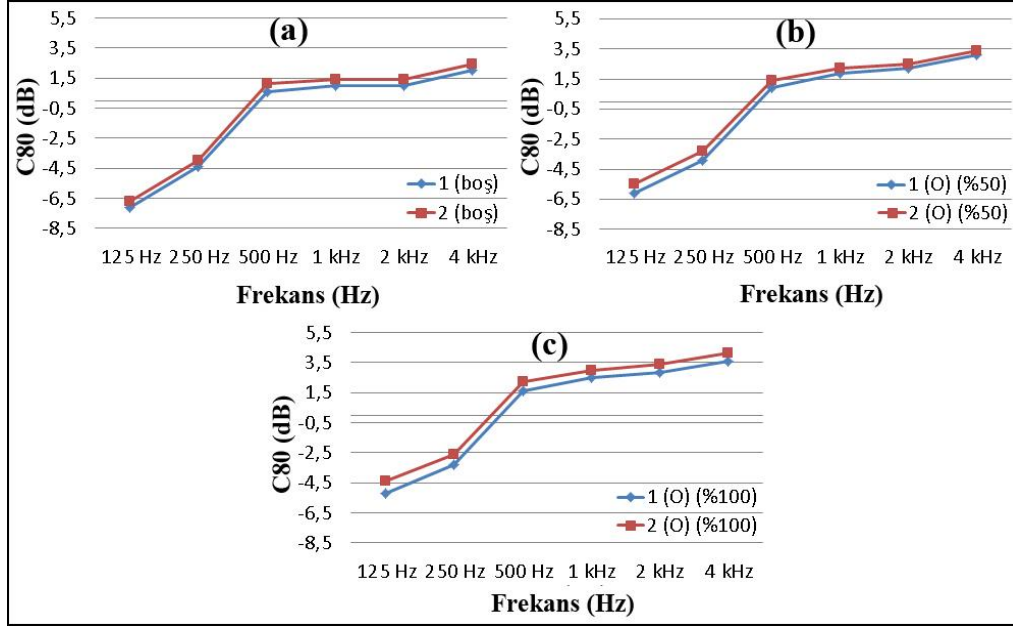 (a)
C80 (dB)
5,5
3,5
1,5
-0,5
-2,5
-4,5
-6,5
-8,5
1 (boş)
2 (boş)
125 Hz 250 Hz 500 Hz 1 kHz 2 kHz 4 kHz
Frekans (Hz)
(b)
C80 (dB)
5,5
3,5
1,5
-0,5
-2,5
-4,5
-6,5
-8,5
1 (O) (%50)
2 (O) (%50)
125 Hz 250 Hz 500 Hz 1 kHz 2 kHz 4 kHz
Frekans (Hz)
(c)
C80 (dB)
5,5
3,5
1,5
-0,5
-2,5
-4,5
-6,5
-8,5
1 (O) (%100)
2 (O) (%100)
125 Hz 250 Hz 500 Hz 1 kHz 2 kHz 4 kHz
Frekans (Hz)